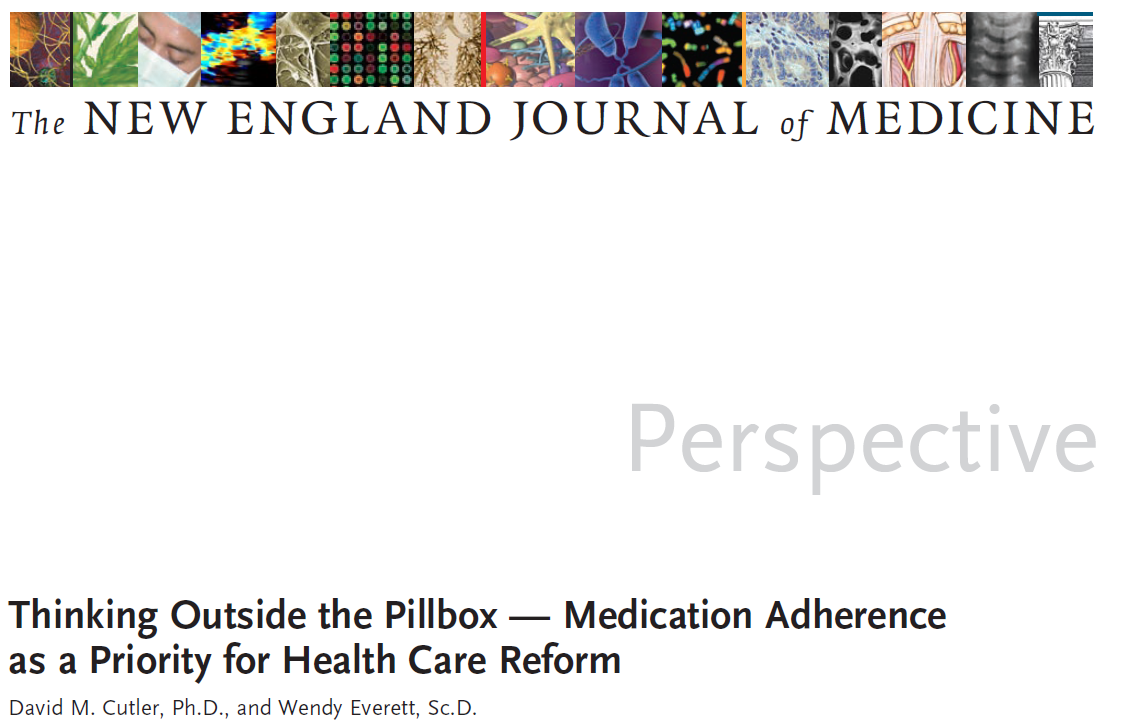 The NEW ENGLAND JOURNAL of MEDICINE
Perspective
Thinking Outside the Pillbox — Medication Adherence
as a Priority for Health Care Reform
David M. Cutler, Ph.D., and Wendy Everett, Sc.D.